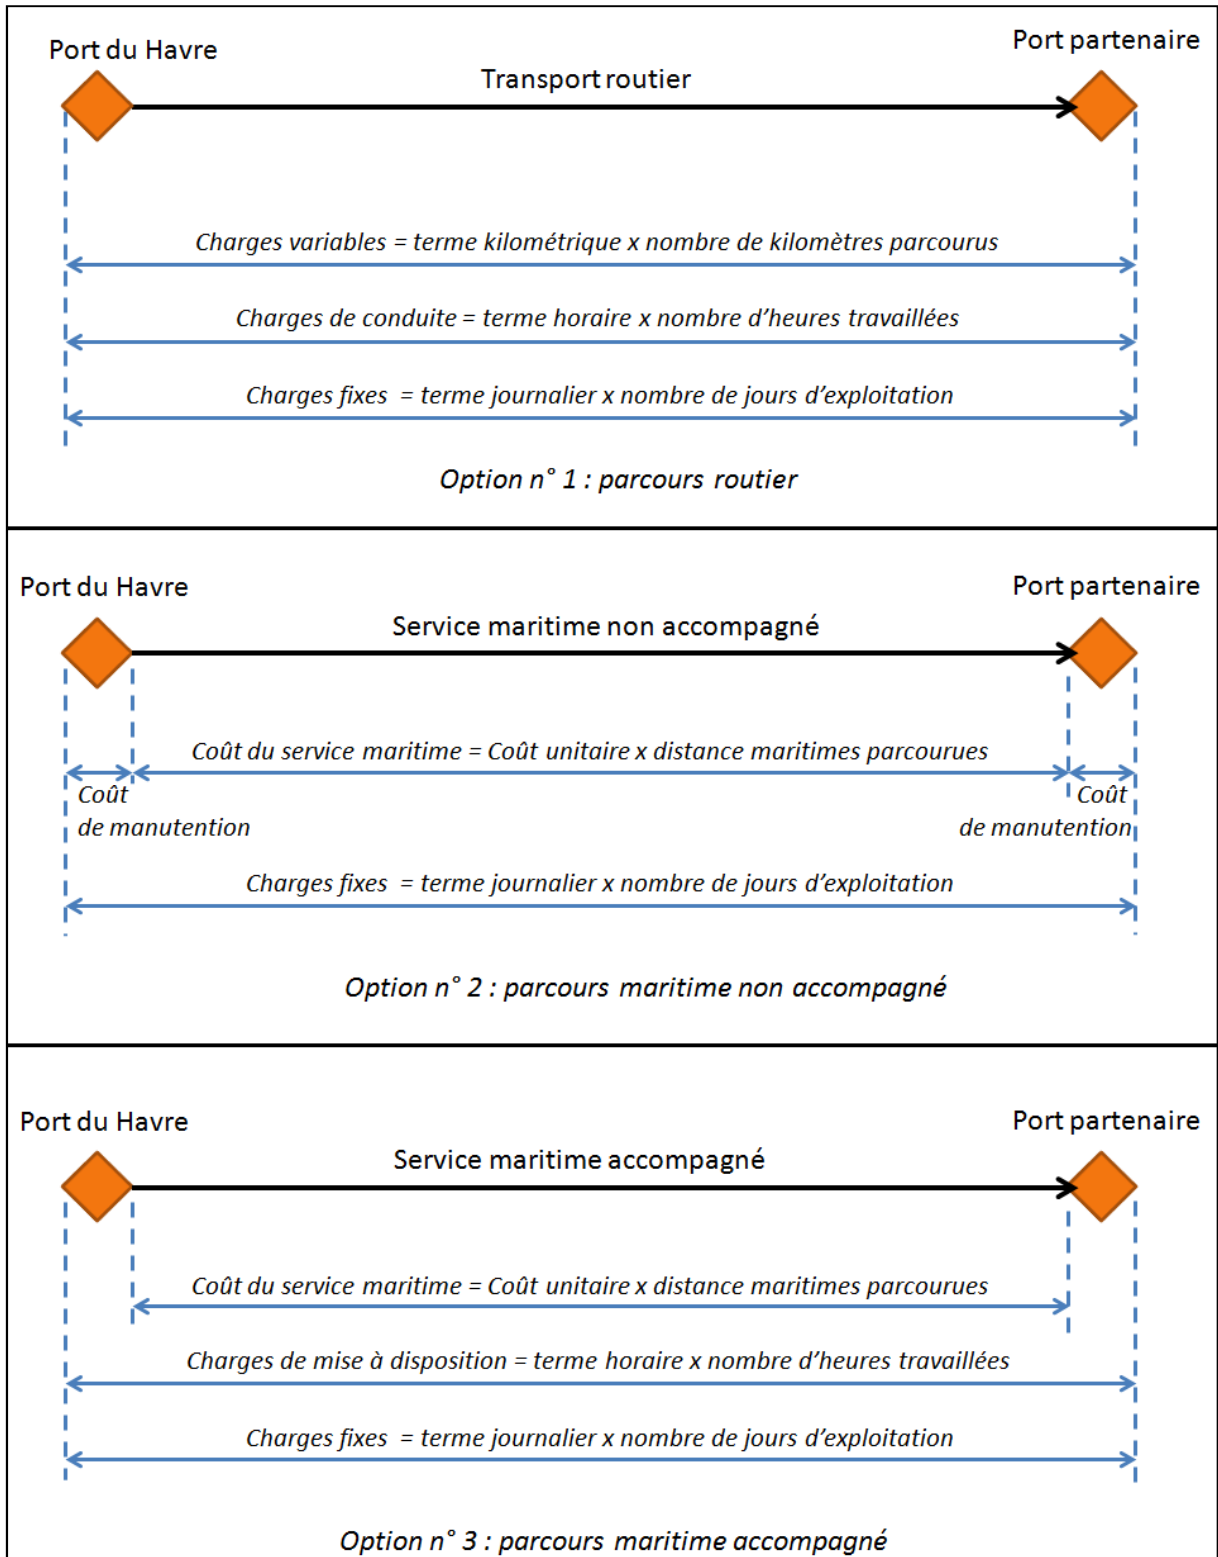 Port du Havre
Port partenaire
Transport routier
Charges variables = terme kilométrique x nombre de kilomètres parcourus
Charges de conduite = terme horaire x nombre d'heures travaillées
Charges fixes = terme journalier x nombre de jours d'exploitation
Option n° 1 : parcours routier
Port du Havre
Port partenaire
Service maritime non accompagné
Coût du service maritime = Coût unitaire x distance maritimes parcourues
Coût
de manutention
Coût
de manutention
Charges fixes = terme journalier x nombre de jours d'exploitation
Option n° 2 : parcours maritime non accompagné
Port du Havre
Port partenaire
Service maritime accompagné
Coût du service maritime = Coût unitaire x distance maritimes parcourues
Charges de mise à disposition = terme horaire x nombre d'heures travaillées
Charges fixes = terme journalier x nombre de jours d'exploitation
Option n° 3 : parcours maritime accompagné